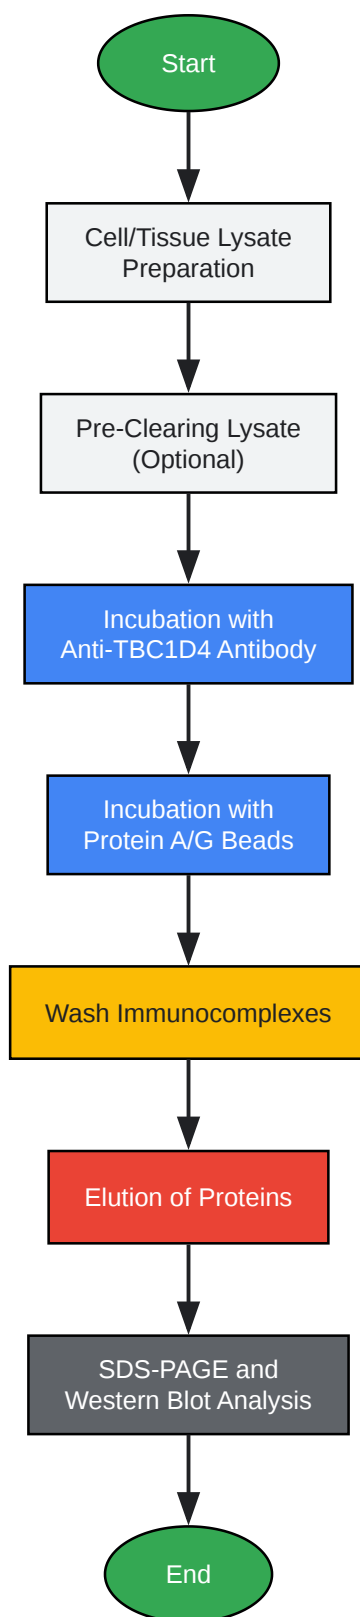 Start
Cell/Tissue Lysate
Preparation
Pre-Clearing Lysate
(Optional)
Incubation with
Anti-TBC1D4 Antibody
Incubation with
Protein A/G Beads
Wash Immunocomplexes
Elution of Proteins
SDS-PAGE and
Western Blot Analysis
End